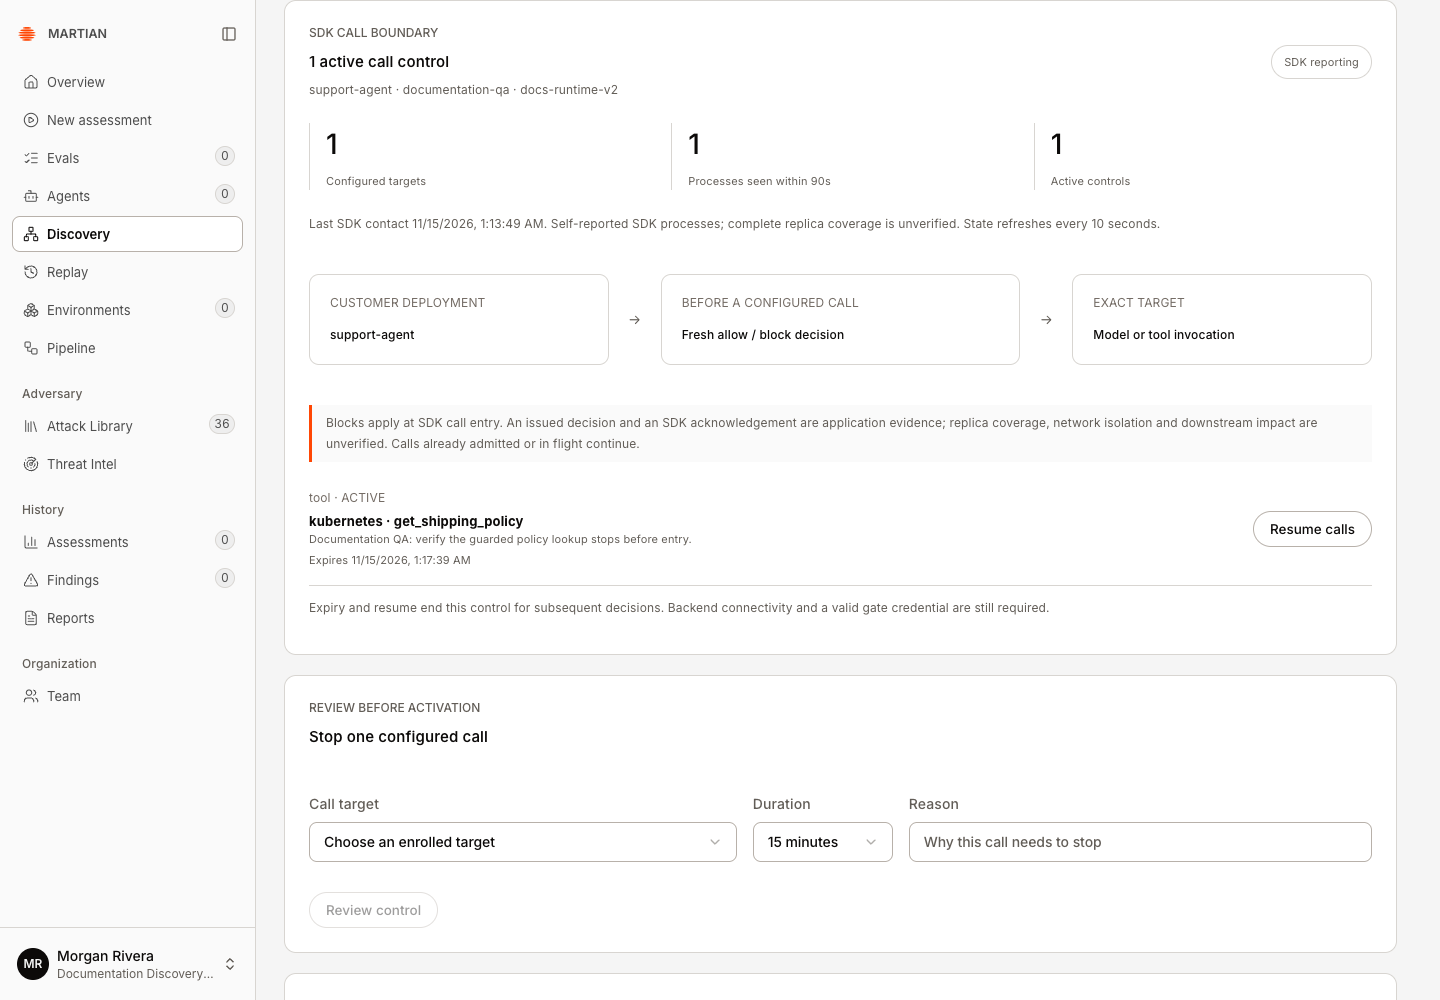 MARTIAN
Overview
New assessment
Evals 0
Agents 0
Discovery
Replay
Environments 0
Pipeline
Adversary
Attack Library 36
Threat Intel
History
Assessments 0
Findings 0
Reports
Organization
Team
MR
Morgan Rivera
Documentation Discovery...
SDK CALL BOUNDARY
1 active call control
support-agent · documentation-qa · docs-runtime-v2
SDK reporting
1
Configured targets
1
Processes seen within 90s
1
Active controls
Last SDK contact 11/15/2026, 1:13:49 AM. Self-reported SDK processes; complete replica coverage is unverified. State refreshes every 10 seconds.
CUSTOMER DEPLOYMENT
support-agent
→
BEFORE A CONFIGURED CALL
Fresh allow / block decision
→
EXACT TARGET
Model or tool invocation
Blocks apply at SDK call entry. An issued decision and an SDK acknowledgement are application evidence; replica coverage, network isolation and downstream impact are
unverified. Calls already admitted or in flight continue.
tool · ACTIVE
kubernetes · get_shipping_policy
Documentation QA: verify the guarded policy lookup stops before entry.
Expires 11/15/2026, 1:17:39 AM
Resume calls
Expiry and resume end this control for subsequent decisions. Backend connectivity and a valid gate credential are still required.
REVIEW BEFORE ACTIVATION
Stop one configured call
Call target
Choose an enrolled target
Duration
15 minutes
Reason
Why this call needs to stop
Review control